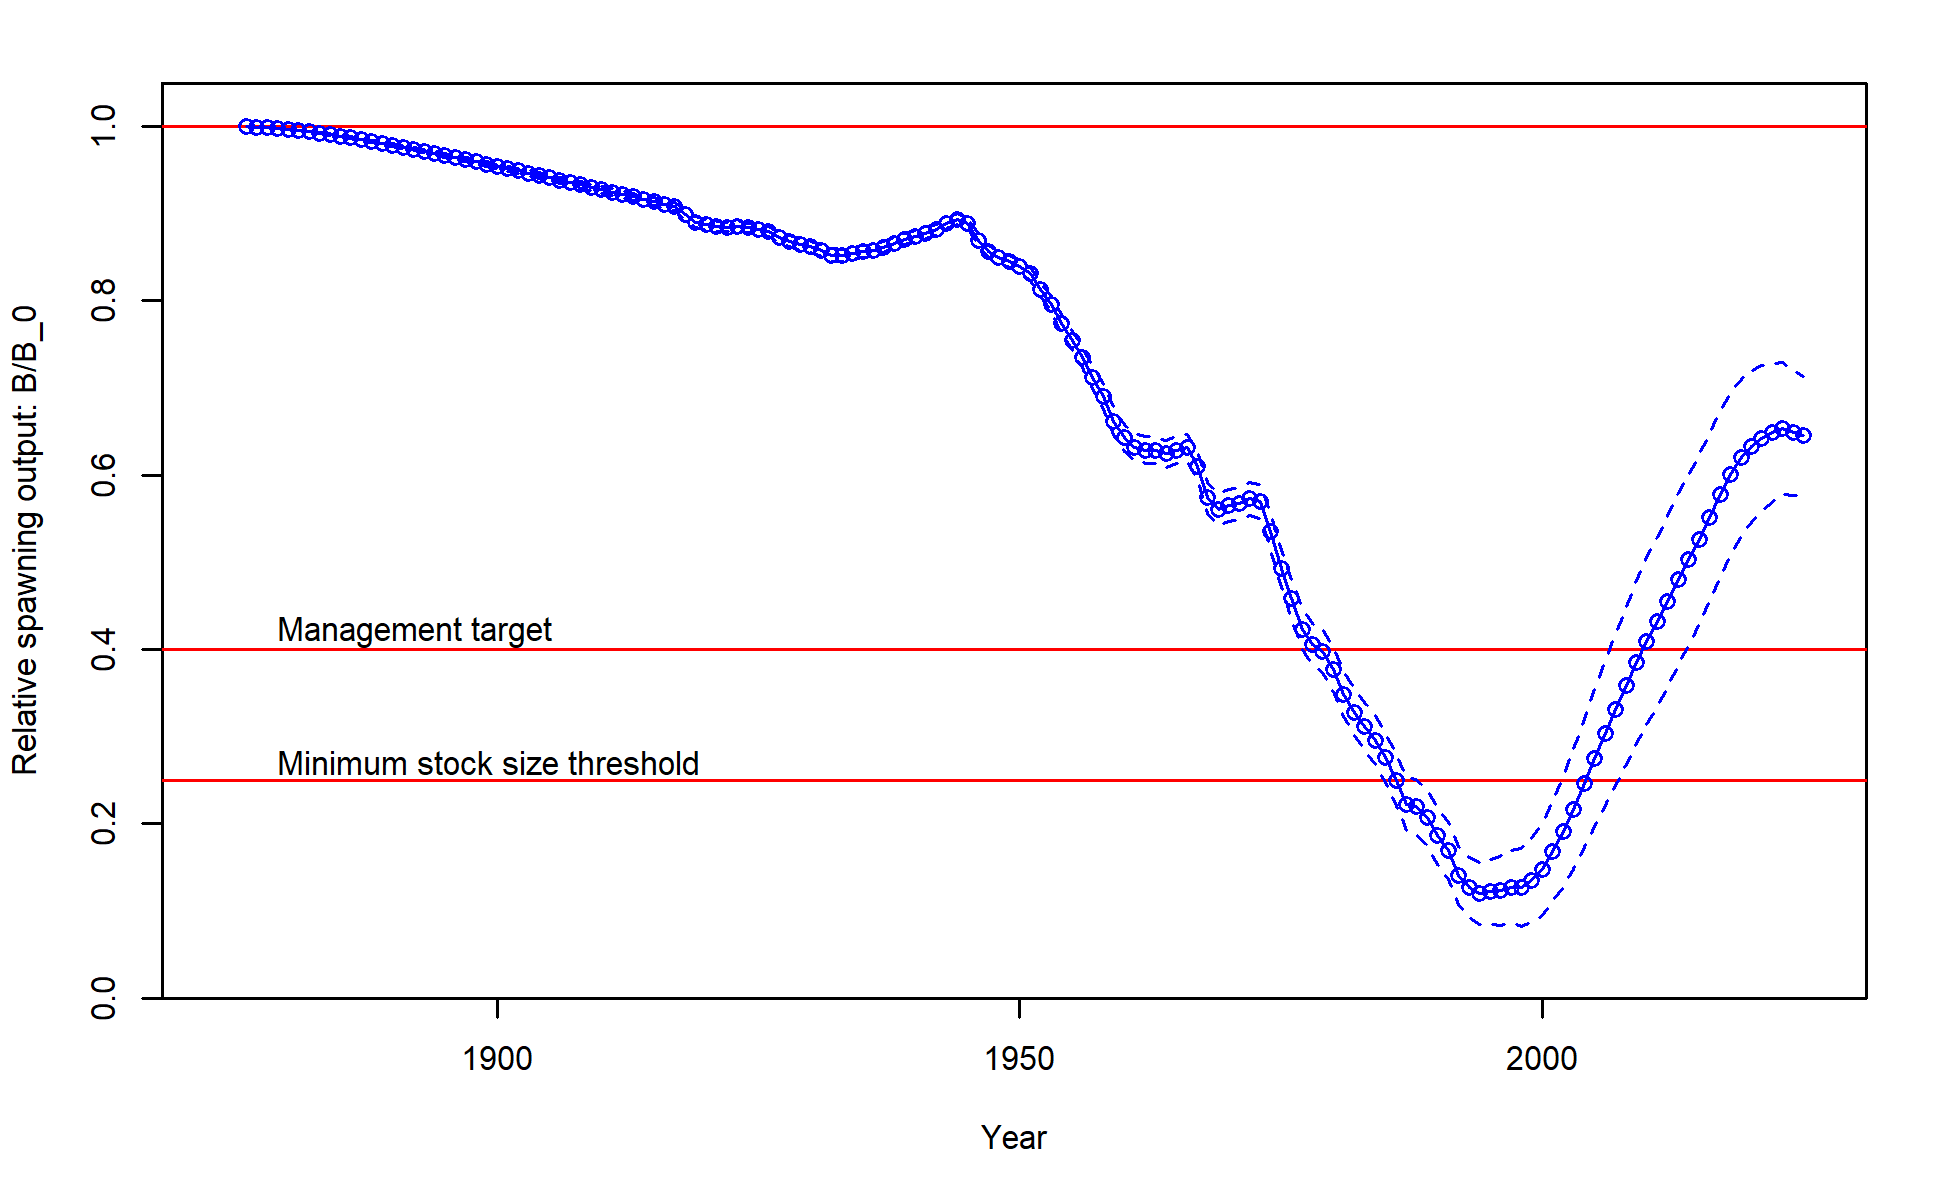 Relative spawning output: B/B_0
1.0
0.8
0.6
0.4
0.2
0.0
Management target
Minimum stock size threshold
1900
1950
2000
Year